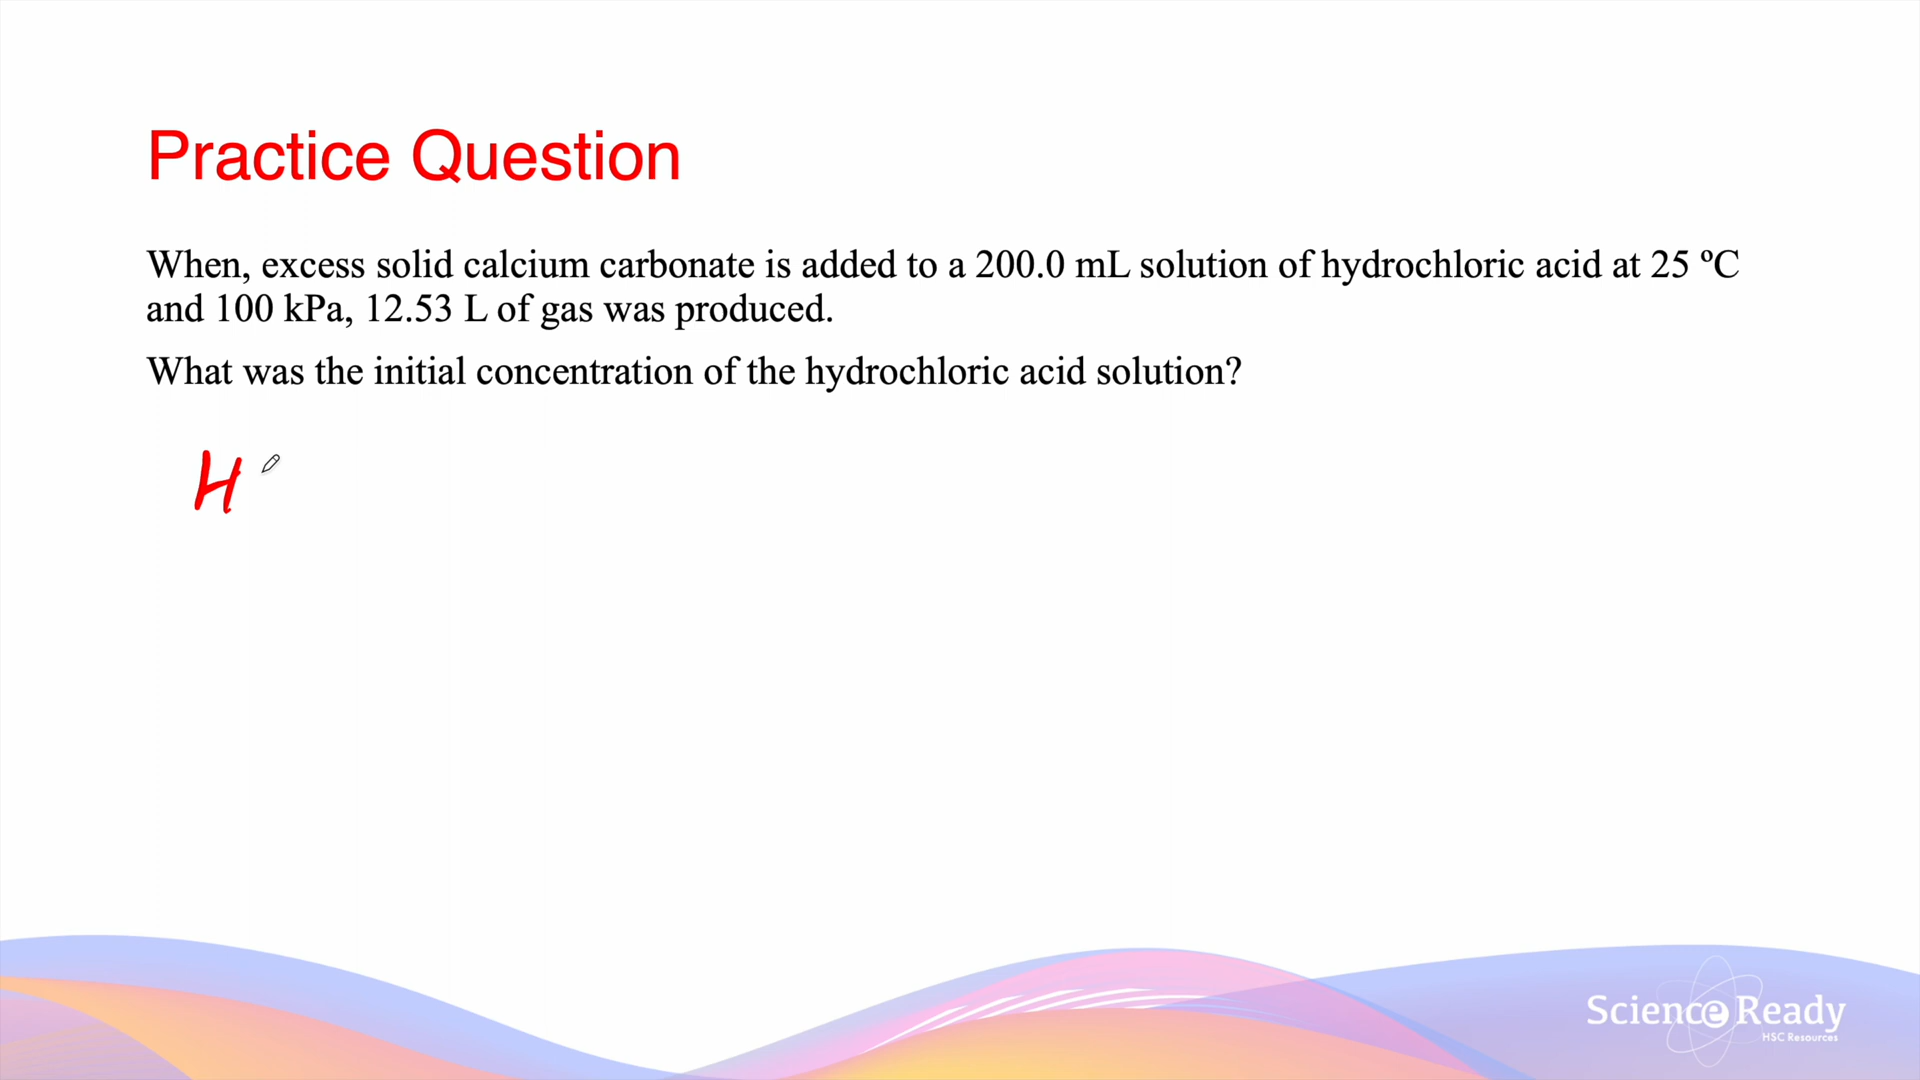 Practice Question
When, excess solid calcium carbonate is added to a 200.0 mL solution of hydrochloric acid at 25 ºC
and 100 kPa, 12.53 L of gas was produced.
What was the initial concentration of the hydrochloric acid solution?
H
Science Ready
HSC Resources